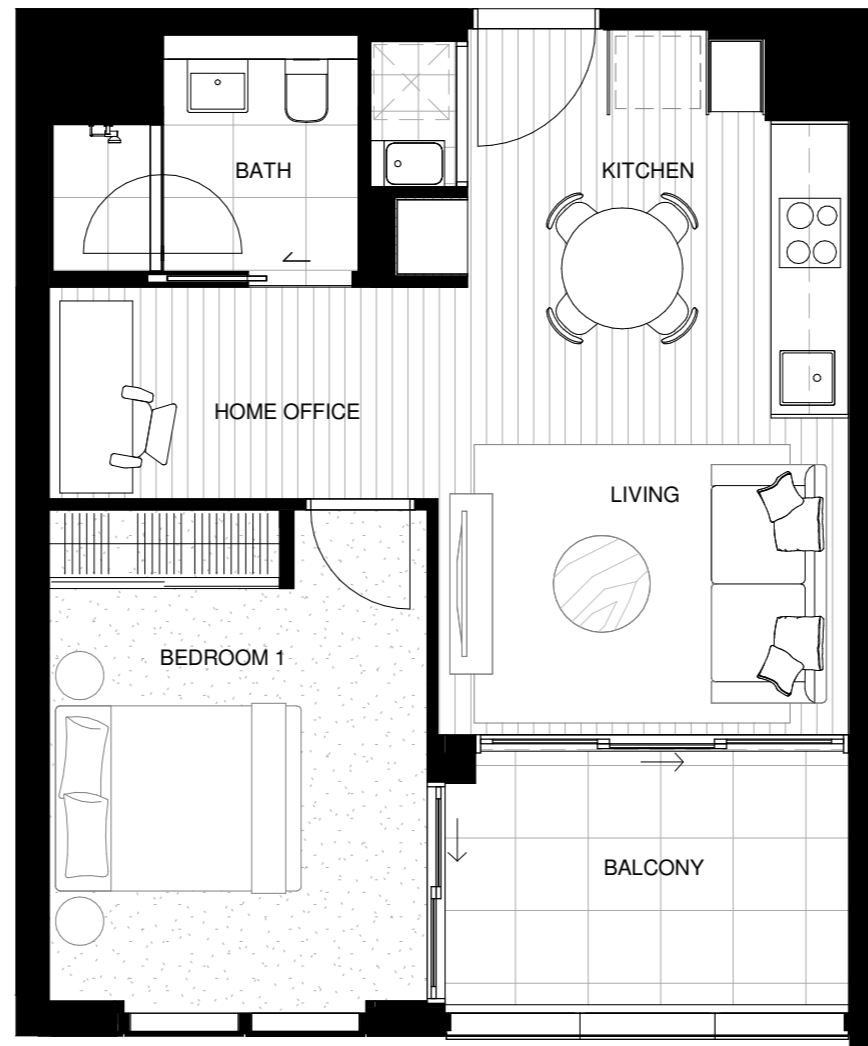 BATH
KITCHEN
HOME OFFICE
LIVING
BEDROOM 1
BALCONY